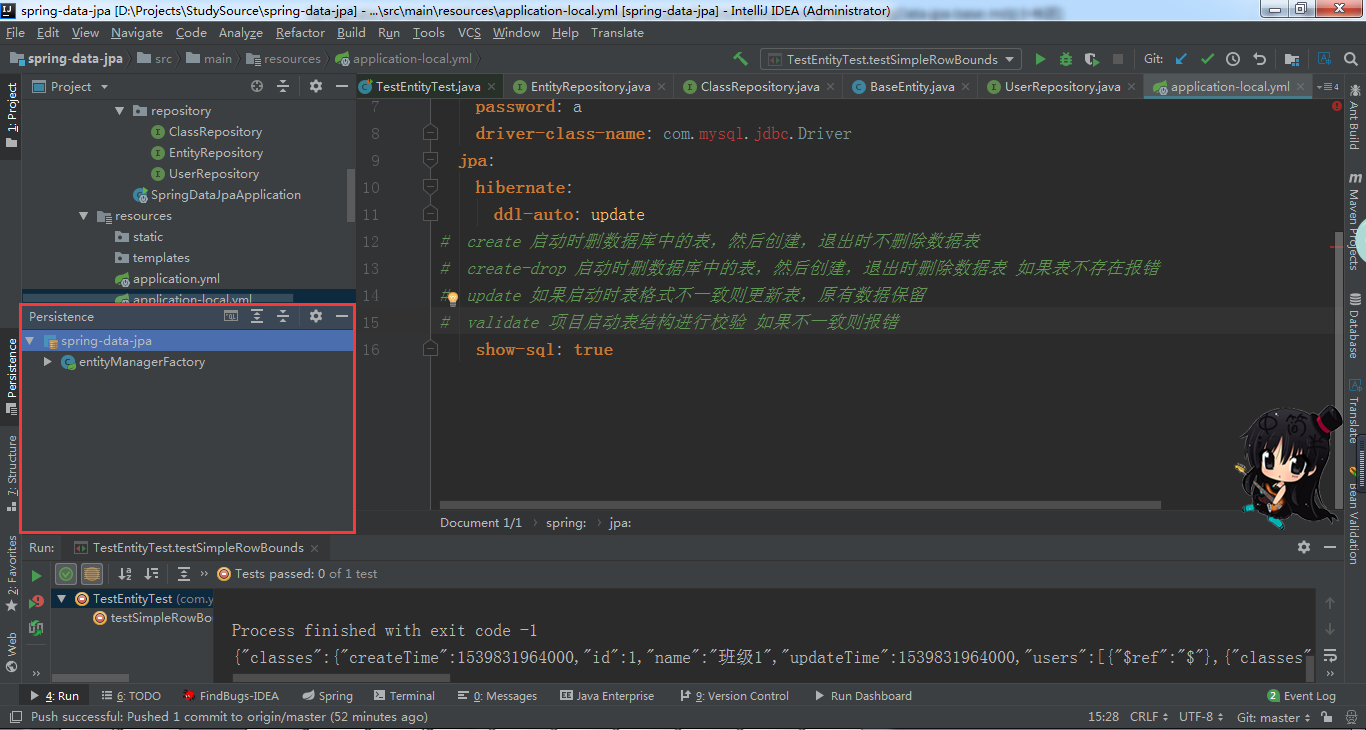 spring-data-jpa [D:\Projects\StudySource\spring-data-jpa] - ...\src\main\resources\application-local.yml [spring-data-jpa] - IntelliJ IDEA (Administrator)
File Edit View Navigate Code Analyze Refactor Build Run Tools VCS Window Help Translate
spring-data-jpa src main resources application-local.yml TestEntityTest.testSimpleRowBounds Git:
1: Project
Project
TestEntityTest.java EntityRepository.java ClassRepository.java BaseEntity.java UserRepository.java application-local.yml 4
repository
ClassRepository
EntityRepository
UserRepository
SpringDataJpaApplication
resources
static
templates
application.yml
application-local.yml
7 password: a
8 driver-class-name: com.mysql.jdbc.Driver
9 jpa:
10 hibernate:
11 ddl-auto: update
12 # create 启动时删数据库中的表，然后创建，退出时不删除数据表
13 # create-drop 启动时删数据库中的表，然后创建，退出时删除数据表 如果表不存在报错
14 # update 如果启动时表格式不一致则更新表，原有数据保留
15 # validate 项目启动表结构进行校验 如果不一致则报错
16 show-sql: true
Persistence
spring-data-jpa
entityManagerFactory
Persistence
7: Structure
2: Favorites
Web
Ant Build
Maven Projects
Database
Translate
Bean Validation
Document 1/1 spring: jpa:
Run: TestEntityTest.testSimpleRowBounds
Tests passed: 0 of 1 test
TestEntityTest (com.y
testSimpleRowBo
Process finished with exit code -1
{"classes":{"createTime":1539831964000,"id":1,"name":"班级1","updateTime":1539831964000,"users":[{"$ref":"$"},{"classes"
4: Run 6: TODO FindBugs-IDEA Spring Terminal 0: Messages Java Enterprise 9: Version Control Run Dashboard 2 Event Log
Push successful: Pushed 1 commit to origin/master (52 minutes ago) 15:28 CRLF UTF-8 Git: master